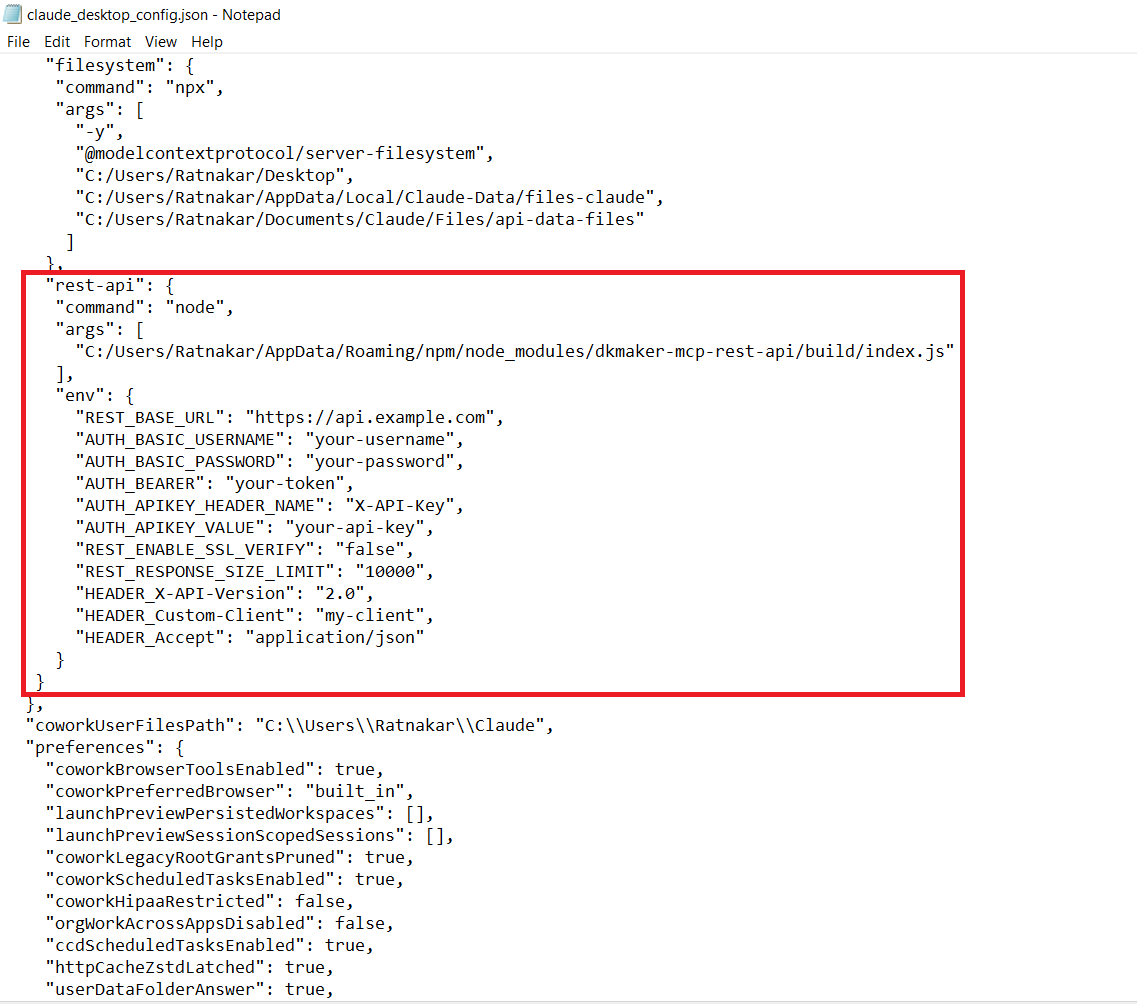 claude_desktop_config.json - Notepad
File Edit Format View Help
"filesystem": {
"command": "npx",
"args": [
"-y",
"@modelcontextprotocol/server-filesystem",
"C:/Users/Ratnakar/Desktop",
"C:/Users/Ratnakar/AppData/Local/Claude-Data/files-claude",
"C:/Users/Ratnakar/Documents/Claude/Files/api-data-files"
]
},
"rest-api": {
"command": "node",
"args": [
"C:/Users/Ratnakar/AppData/Roaming/npm/node_modules/dkmaker-mcp-rest-api/build/index.js"
],
"env": {
"REST_BASE_URL": "https://api.example.com",
"AUTH_BASIC_USERNAME": "your-username",
"AUTH_BASIC_PASSWORD": "your-password",
"AUTH_BEARER": "your-token",
"AUTH_APIKEY_HEADER_NAME": "X-API-Key",
"AUTH_APIKEY_VALUE": "your-api-key",
"REST_ENABLE_SSL_VERIFY": "false",
"REST_RESPONSE_SIZE_LIMIT": "10000",
"HEADER_X-API-Version": "2.0",
"HEADER_Custom-Client": "my-client",
"HEADER_Accept": "application/json"
}
}
},
"coworkUserFilesPath": "C:\\Users\\Ratnakar\\Claude",
"preferences": {
"coworkBrowserToolsEnabled": true,
"coworkPreferredBrowser": "built_in",
"launchPreviewPersistedWorkspaces": [],
"launchPreviewSessionScopedSessions": [],
"coworkLegacyRootGrantsPruned": true,
"coworkScheduledTasksEnabled": true,
"coworkHipaaRestricted": false,
"orgWorkAcrossAppsDisabled": false,
"ccdScheduledTasksEnabled": true,
"httpCacheZstdLatched": true,
"userDataFolderAnswer": true,